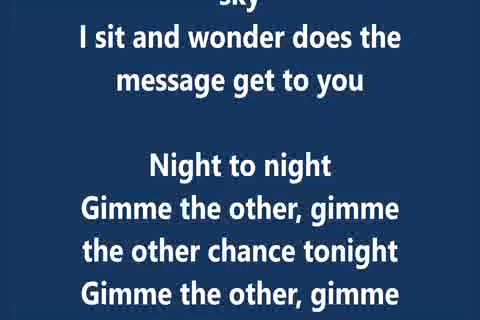 sky
I sit and wonder does the
message get to you
Night to night
Gimme the other, gimme
the other chance tonight
Gimme the other, gimme